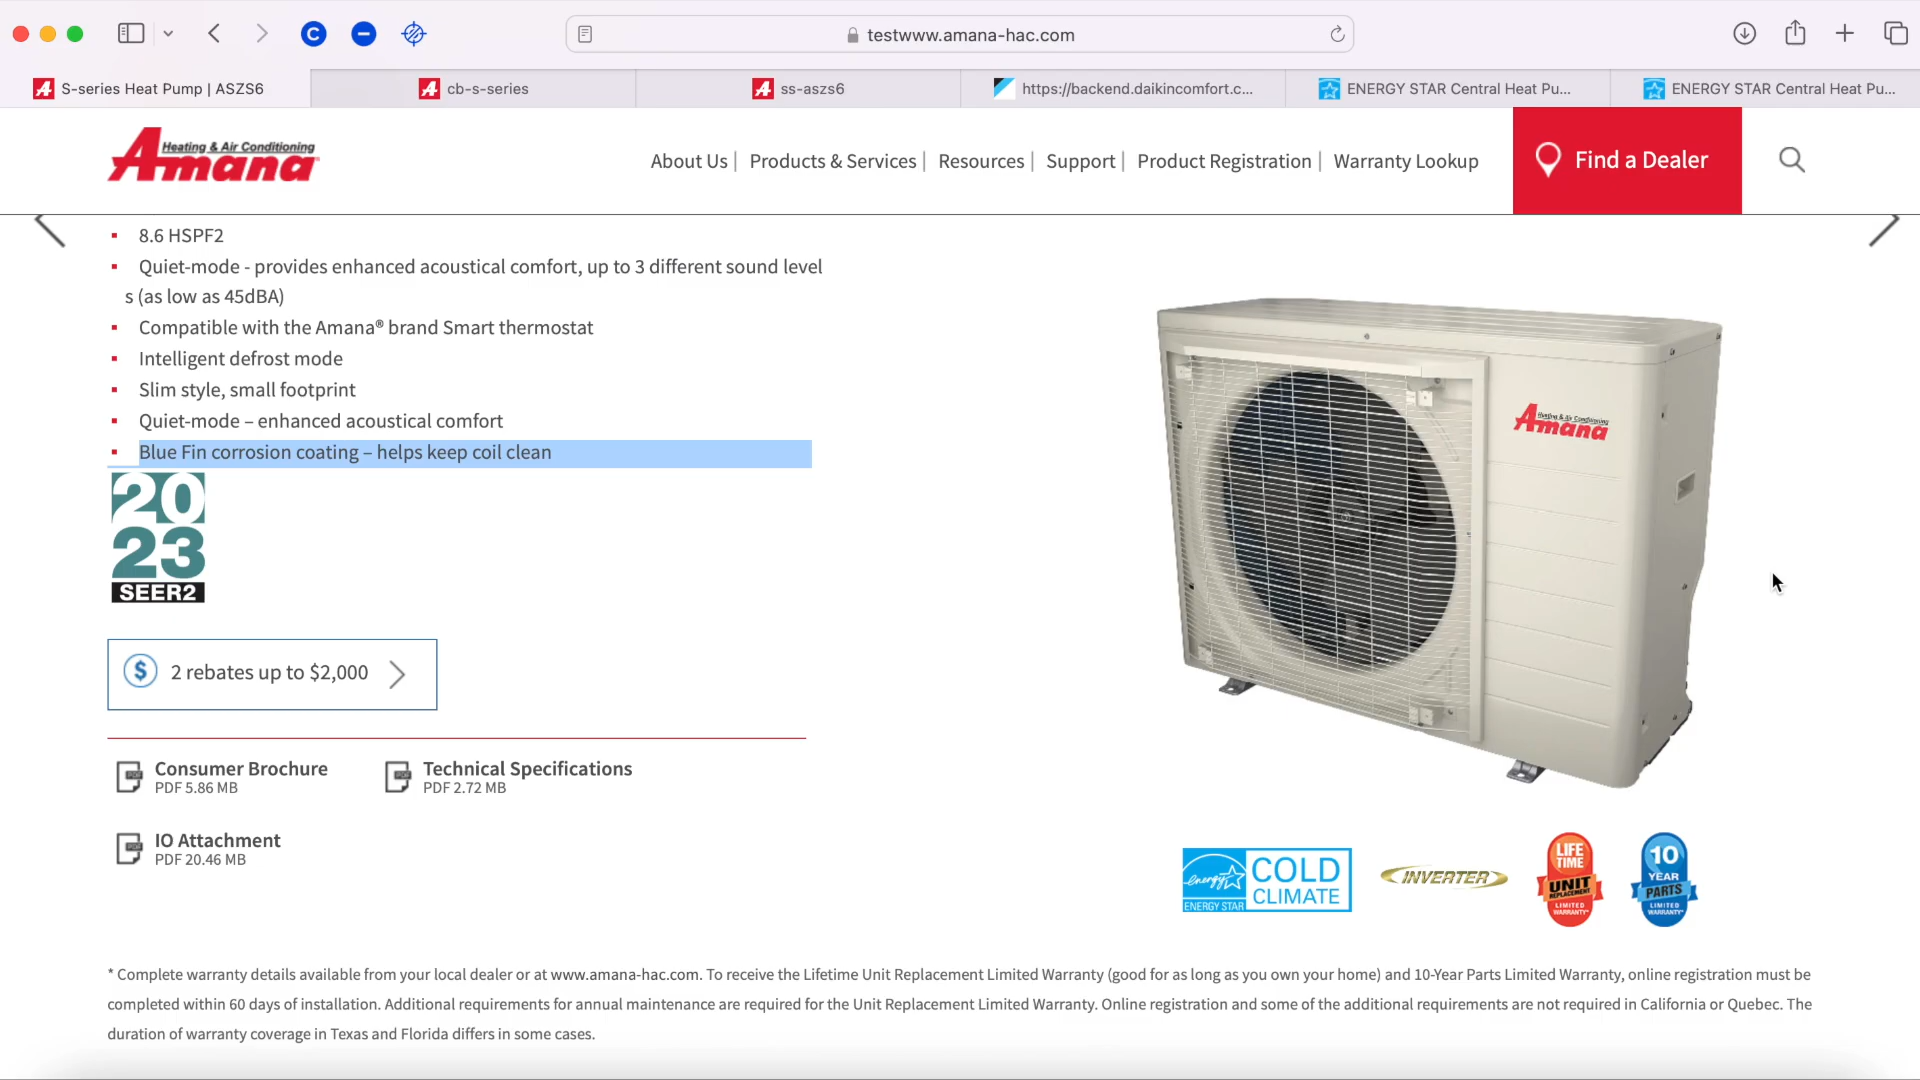 testwww.amana-hac.com
S-series Heat Pump | ASZS6
cb-s-series
ss-aszs6
https://backend.daikincomfort.c...
ENERGY STAR Central Heat Pu...
ENERGY STAR Central Heat Pu...
Heating & Air Conditioning
Amana
About Us | Products & Services | Resources | Support | Product Registration | Warranty Lookup
Find a Dealer
▪ 8.6 HSPF2
▪ Quiet-mode - provides enhanced acoustical comfort, up to 3 different sound level
s (as low as 45dBA)
▪ Compatible with the Amana® brand Smart thermostat
▪ Intelligent defrost mode
▪ Slim style, small footprint
▪ Quiet-mode – enhanced acoustical comfort
▪ Blue Fin corrosion coating – helps keep coil clean
Heating & Air Conditioning
Amana
20
23
SEER2
2 rebates up to $2,000
Consumer Brochure
PDF 5.86 MB
Technical Specifications
PDF 2.72 MB
IO Attachment
PDF 20.46 MB
energy
ENERGY STAR
COLD
CLIMATE
INVERTER
LIFE
TIME
UNIT
REPLACEMENT
LIMITED
WARRANTY*
10
YEAR
PARTS
LIMITED
WARRANTY*
* Complete warranty details available from your local dealer or at www.amana-hac.com. To receive the Lifetime Unit Replacement Limited Warranty (good for as long as you own your home) and 10-Year Parts Limited Warranty, online registration must be
completed within 60 days of installation. Additional requirements for annual maintenance are required for the Unit Replacement Limited Warranty. Online registration and some of the additional requirements are not required in California or Quebec. The
duration of warranty coverage in Texas and Florida differs in some cases.